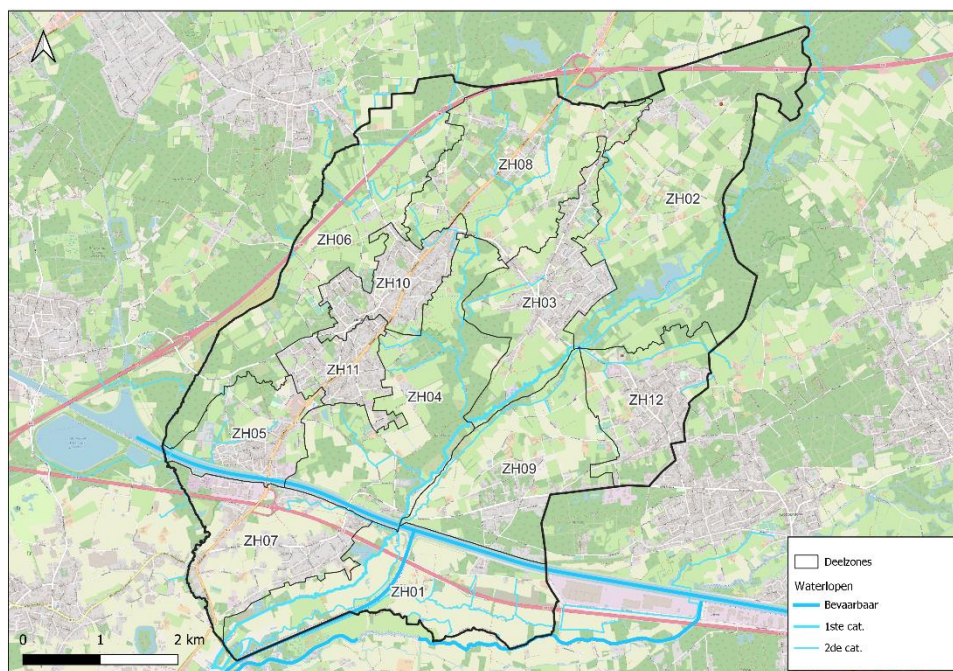 ZH08
ZH02
ZH06
ZH10
ZH03
ZH11
ZH04
ZH12
ZH05
ZH09
ZH07
ZH01
Deelzones
Waterlopen
Bevaarbaar
1ste cat.
2de cat.
0 1 2 km